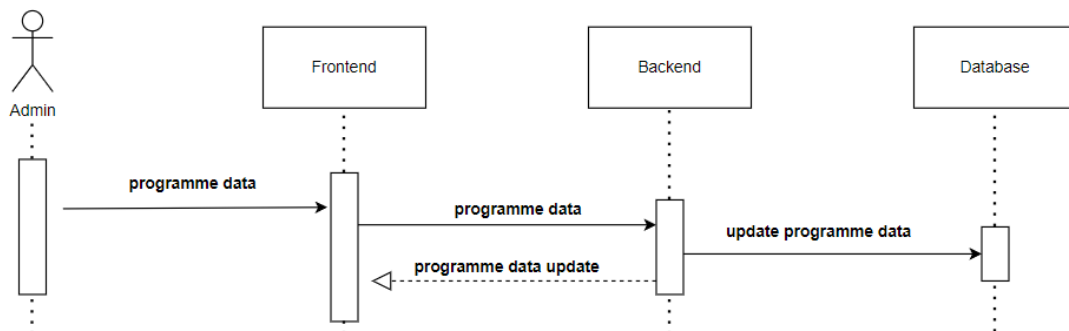 Frontend
Backend
Database
Admin
programme data
programme data
update programme data
programme data update